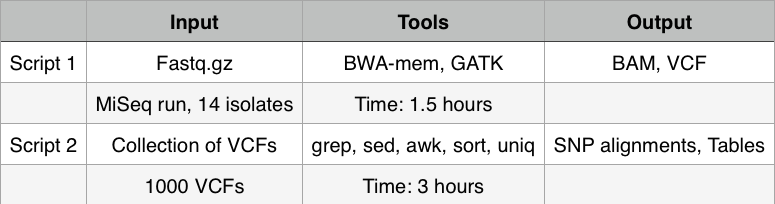 Input Tools Output
Script 1 Fastq.gz BWA-mem, GATK BAM, VCF
MiSeq run, 14 isolates Time: 1.5 hours
Script 2 Collection of VCFs grep, sed, awk, sort, uniq SNP alignments, Tables
1000 VCFs Time: 3 hours